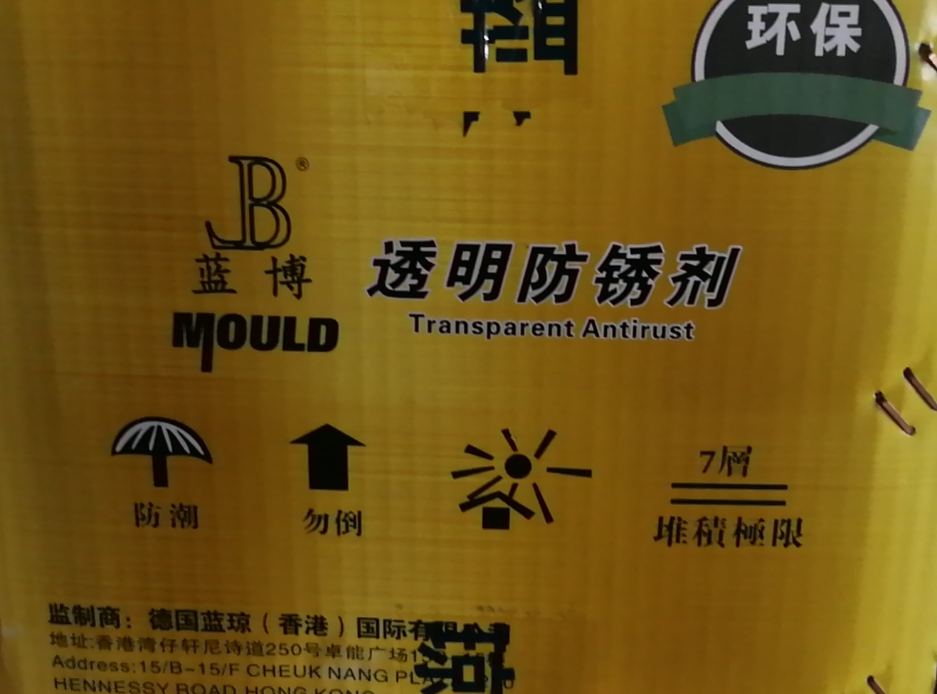 环保
JB®
蓝博
MOULD
透明防锈剂
Transparent Antirust
防潮
勿倒
7層
堆積極限
监制商：德国蓝琼（香港）国际有
地址:香港湾仔轩尼诗道250号卓能广场1
Address:15/B-15/F CHEUK NANG
HENNESSY ROAD HONG KONG